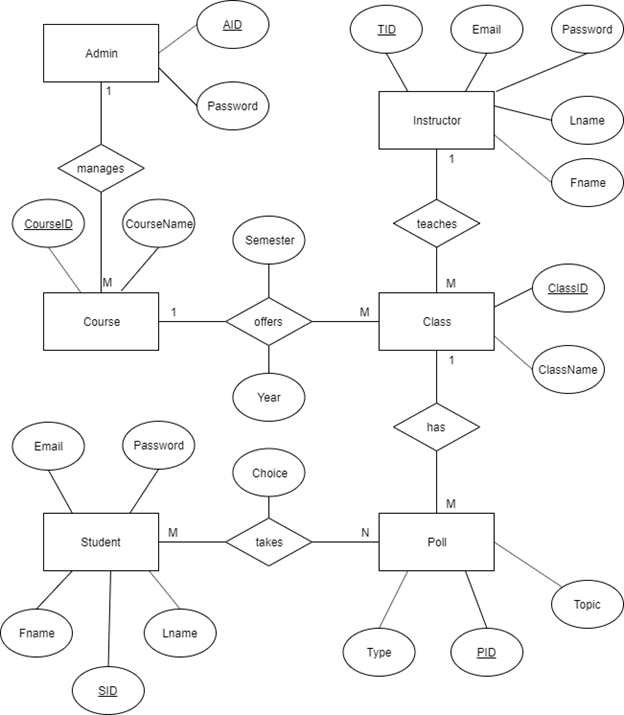 AID
TID
Email
Password
Admin
Password
Instructor
Lname
1
manages
1
Fname
CourseID
CourseName
Semester
teaches
M
M
ClassID
Course
1
offers
M
Class
1
ClassName
Year
has
Email
Password
Choice
M
Student
M
takes
N
Poll
Topic
Fname
Lname
Type
PID
SID